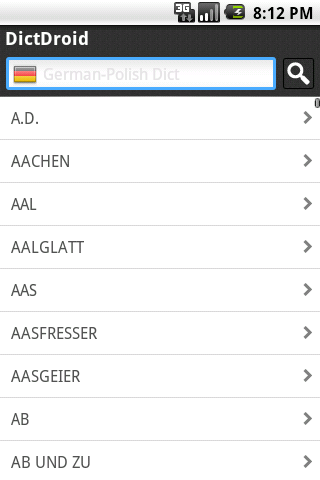 3G 8:12 PM
DictDroid
German-Polish Dict
A.D.
AACHEN
AAL
AALGLATT
AAS
AASFRESSER
AASGEIER
AB
AB UND ZU